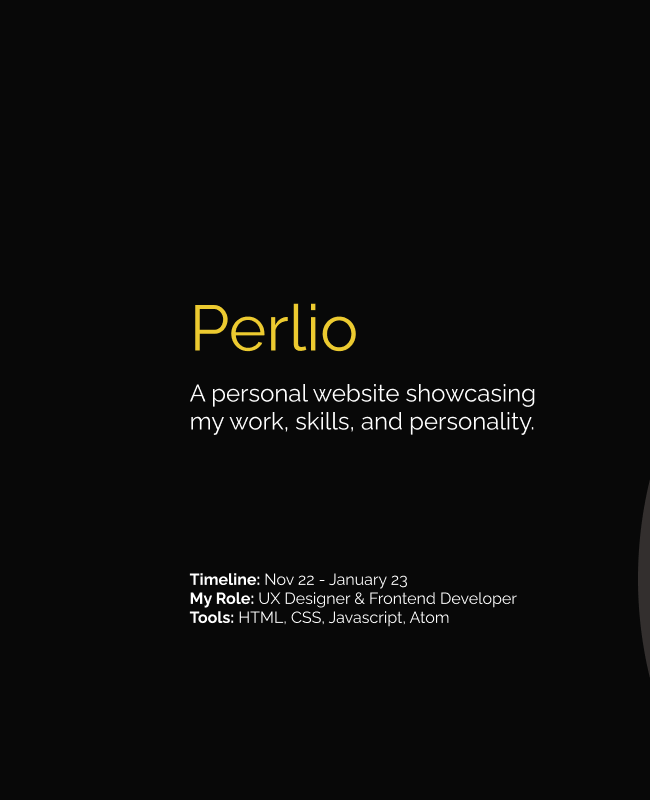 Perlio
A personal website showcasing
my work, skills, and personality.
Timeline: Nov 22 - January 23
My Role: UX Designer & Frontend Developer
Tools: HTML, CSS, Javascript, Atom